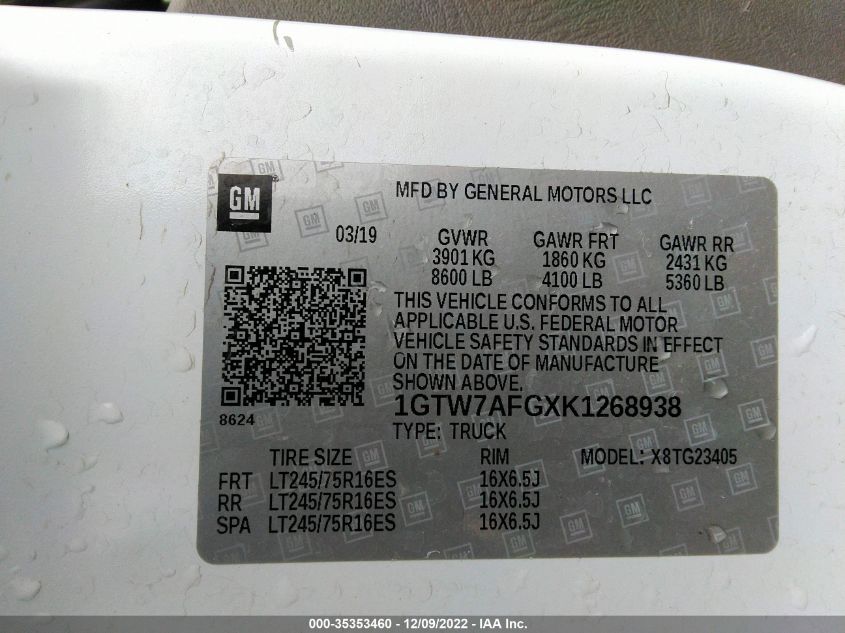 GM
MFD BY GENERAL MOTORS LLC
03/19 GVWR GAWR FRT GAWR RR
3901 KG 1860 KG 2431 KG
8600 LB 4100 LB 5360 LB
THIS VEHICLE CONFORMS TO ALL
APPLICABLE U.S. FEDERAL MOTOR
VEHICLE SAFETY STANDARDS IN EFFECT
ON THE DATE OF MANUFACTURE
SHOWN ABOVE.
8624
1GTW7AFGXK1268938
TYPE: TRUCK
TIRE SIZE RIM MODEL: X8TG23405
FRT LT245/75R16ES 16X6.5J
RR LT245/75R16ES 16X6.5J
SPA LT245/75R16ES 16X6.5J
000-35353460 - 12/09/2022 - IAA Inc.